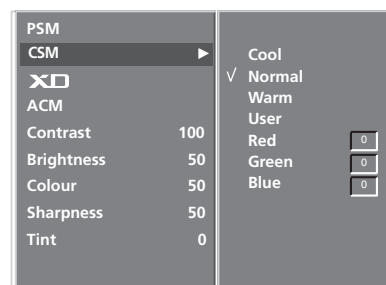 PSM
CSM ▶
XD
ACM
Contrast 100
Brightness 50
Colour 50
Sharpness 50
Tint 0
Cool
√ Normal
Warm
User
Red 0
Green 0
Blue 0